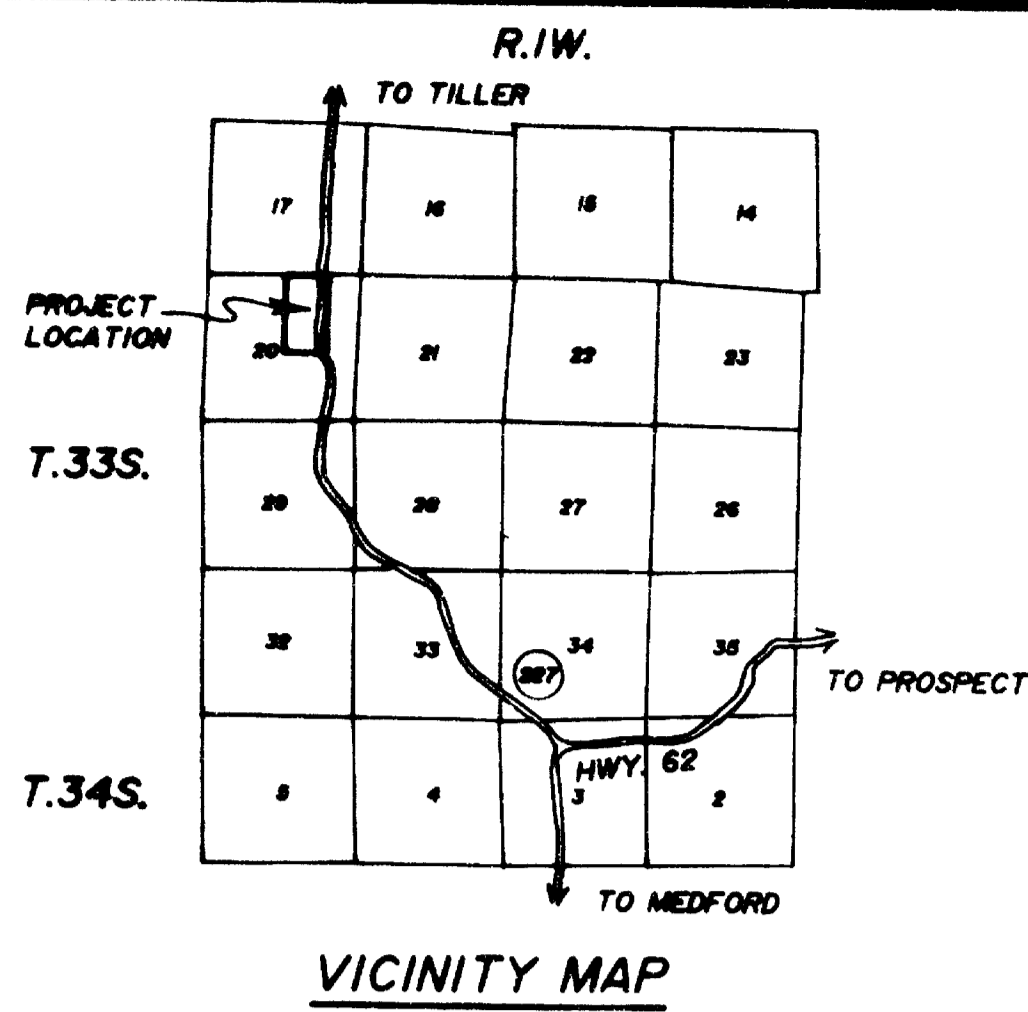 R.1W.
TO TILLER
17
16
15
14
PROJECT
LOCATION
20
21
22
23
T.33S.
29
28
27
26
32
33
34
35
227
TO PROSPECT
HWY. 62
T.34S.
5
4
3
2
TO MEDFORD
VICINITY MAP